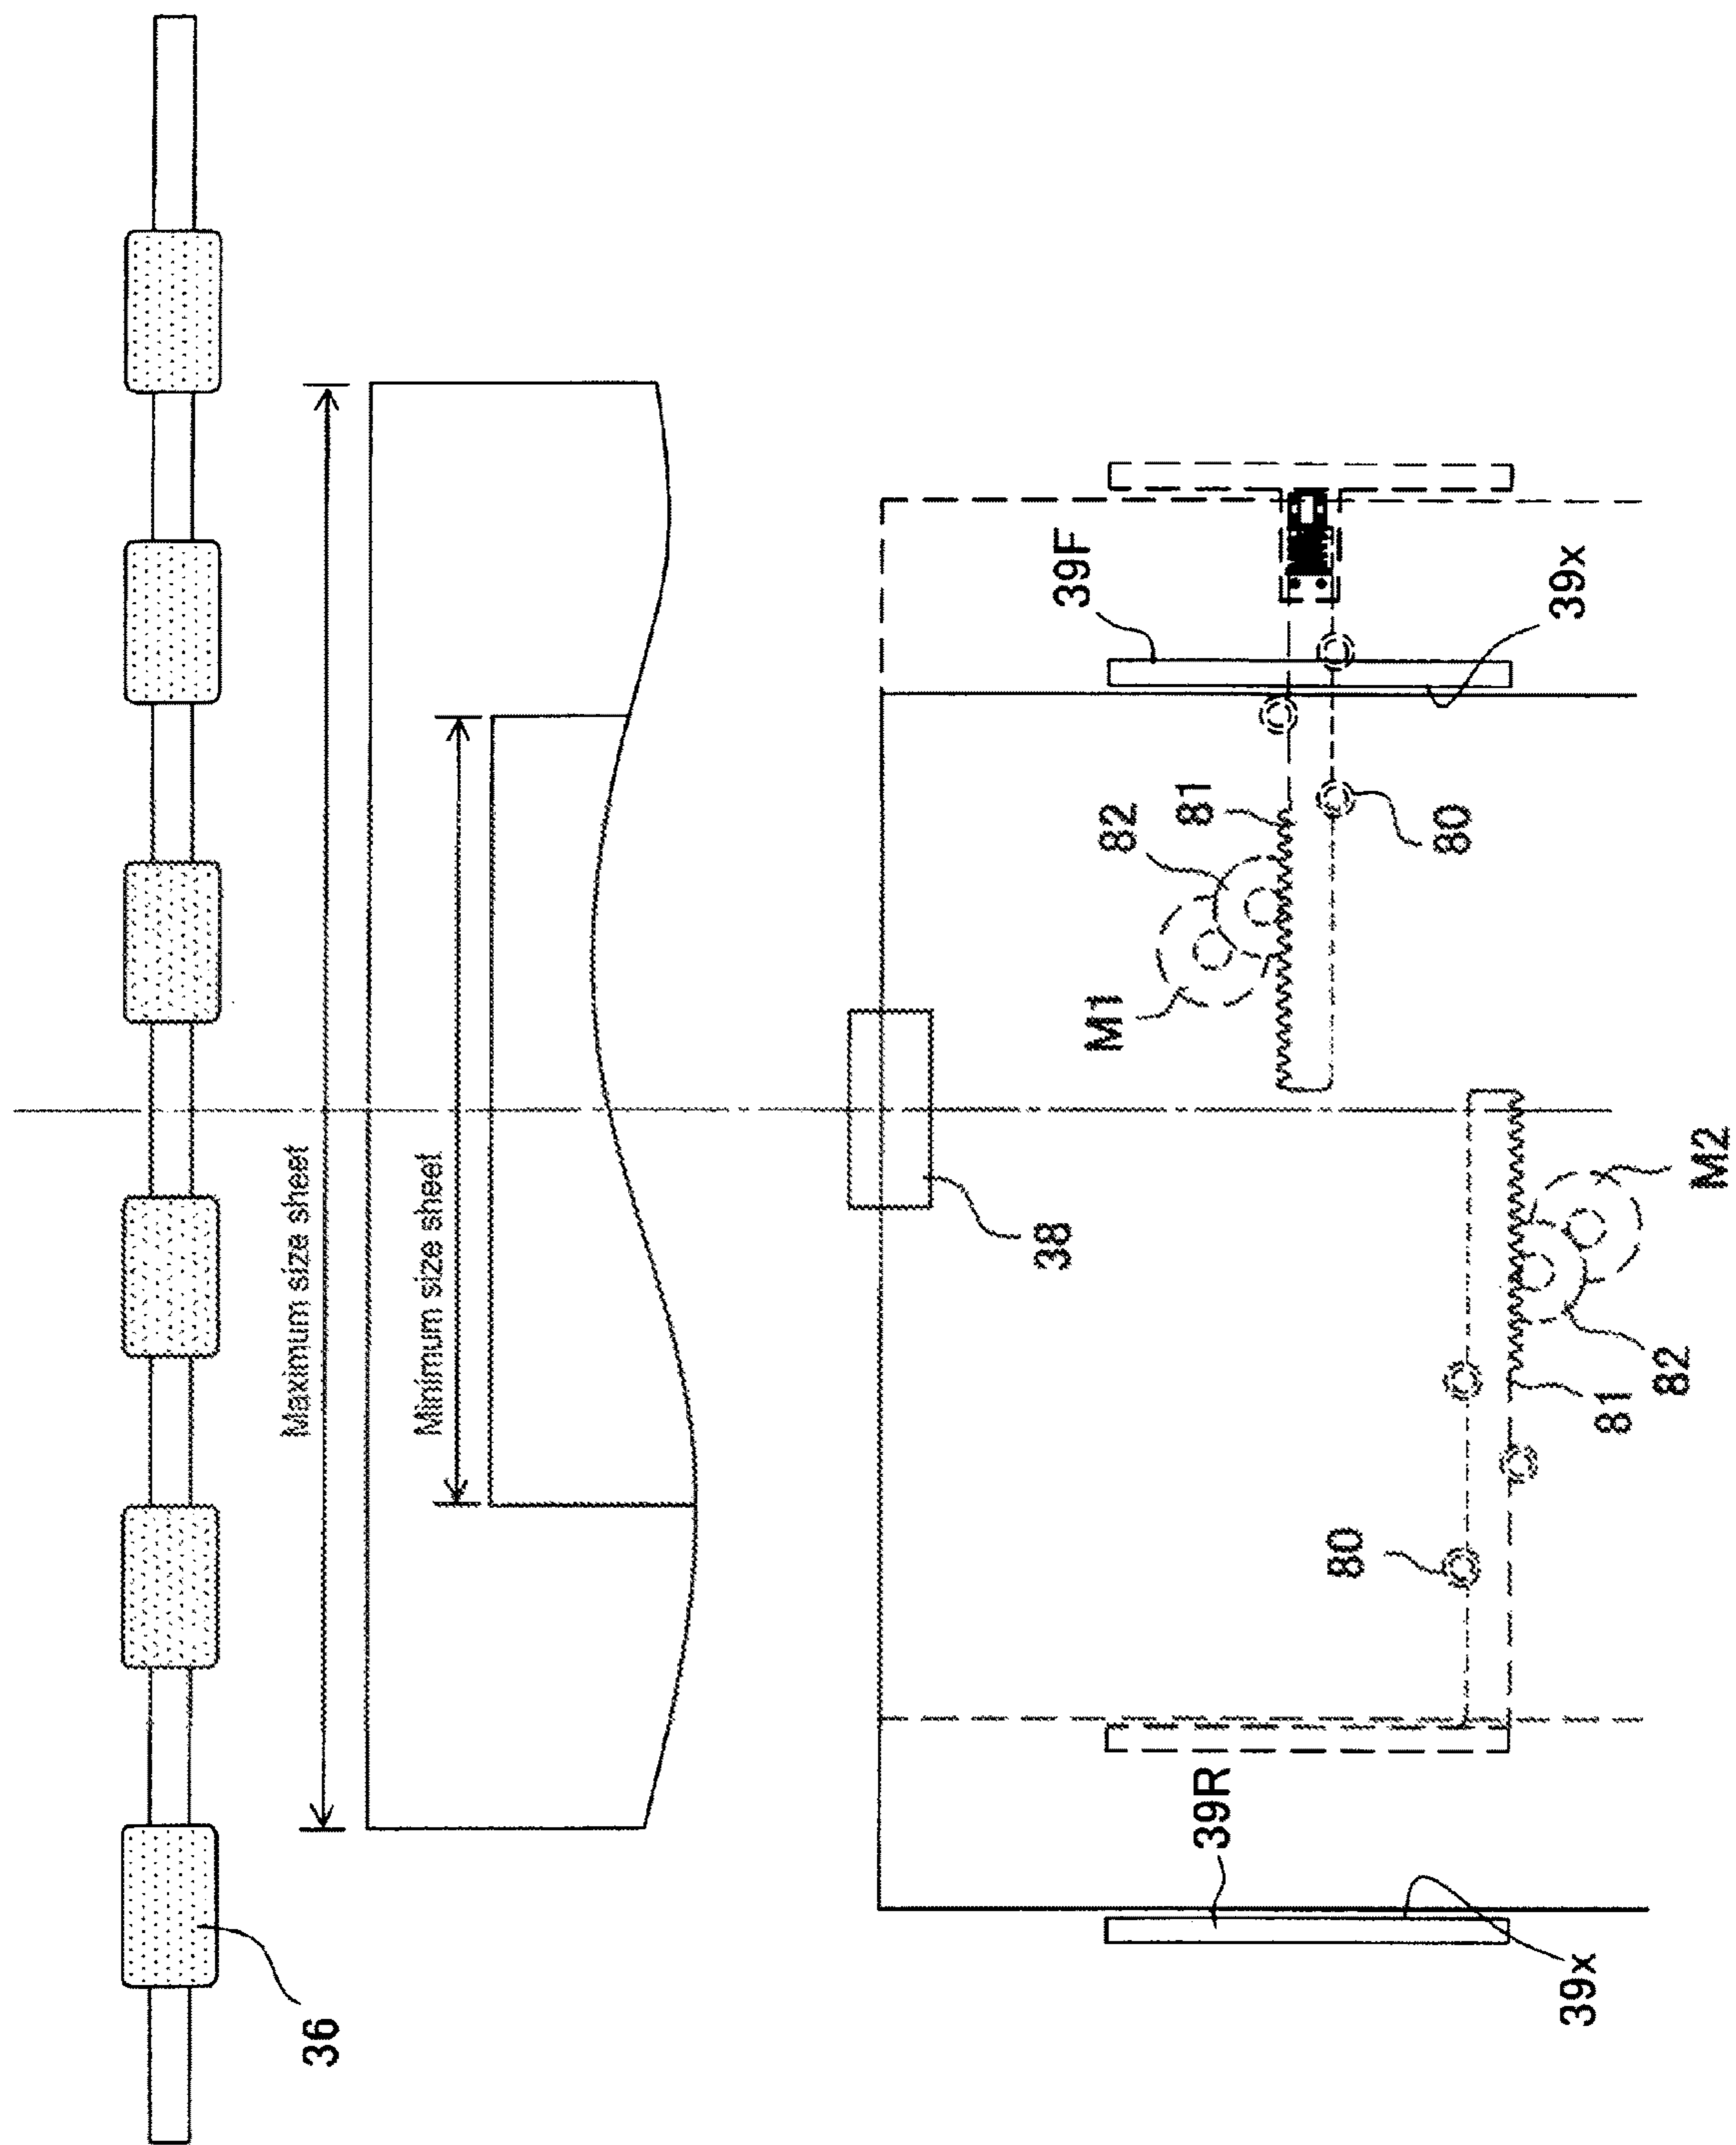 36
Maximum size sheet
Minimum size sheet
38
39F
39x
M1
82
81
80
M2
82
81
80
39R
39x